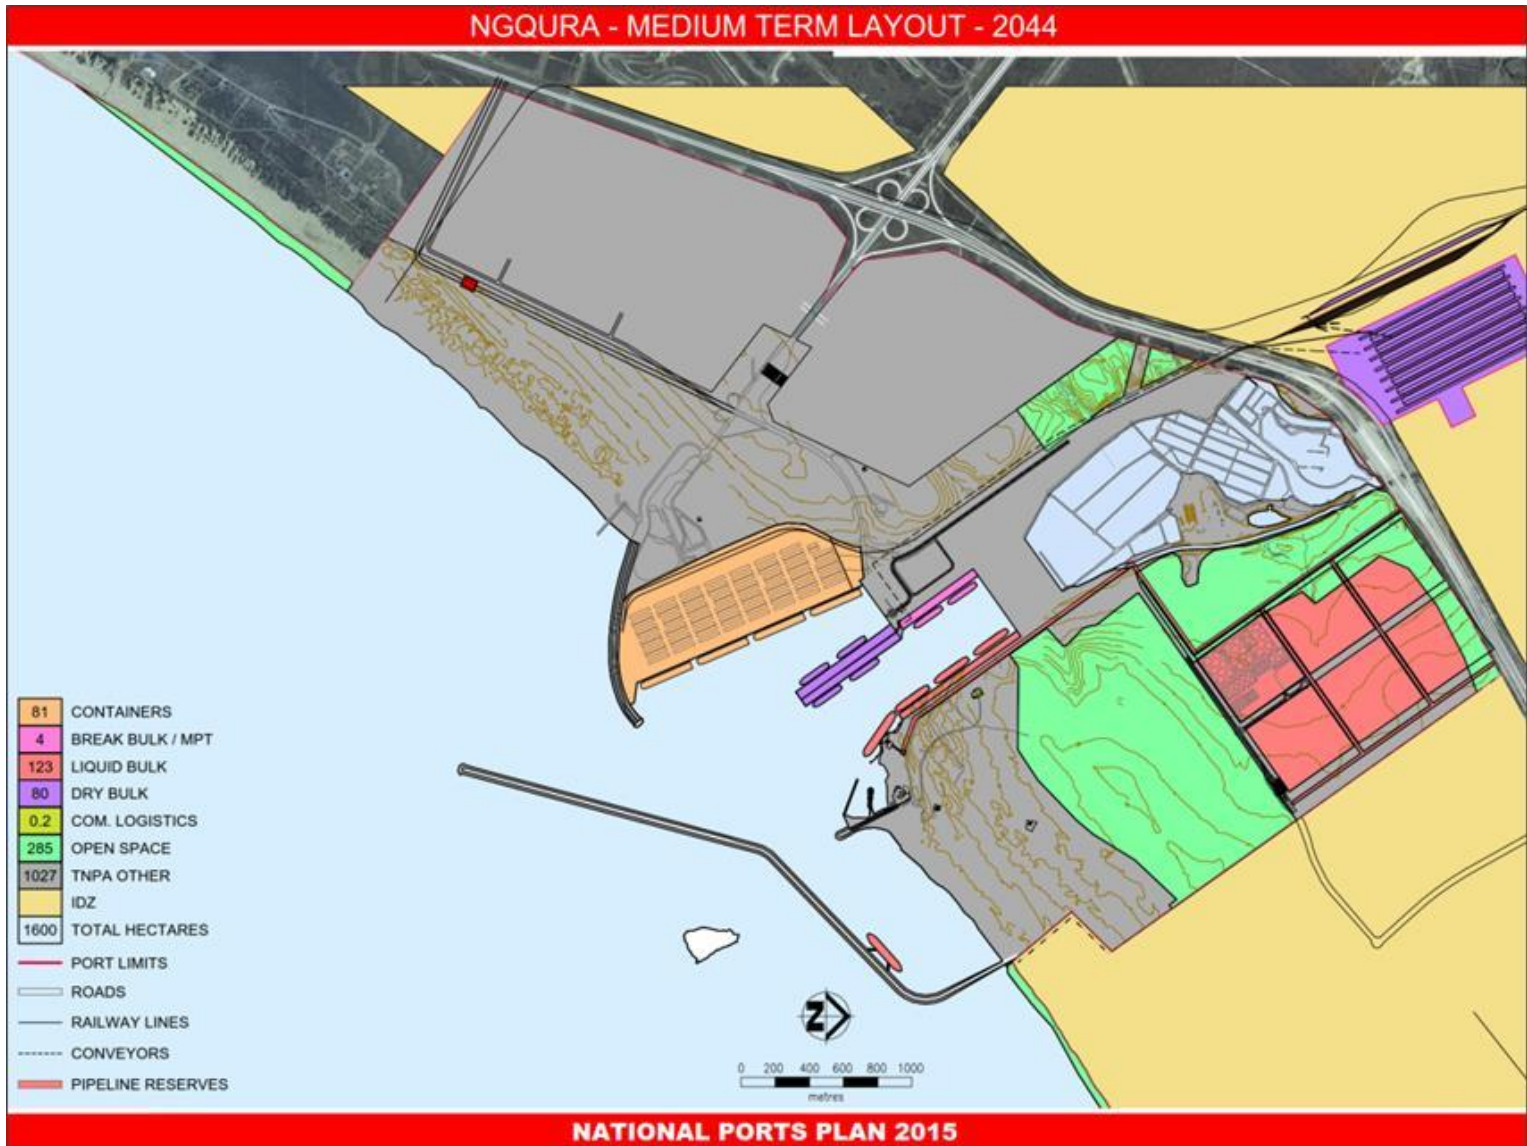 NGQURA - MEDIUM TERM LAYOUT - 2044
81 CONTAINERS
4 BREAK BULK / MPT
123 LIQUID BULK
80 DRY BULK
0.2 COM. LOGISTICS
285 OPEN SPACE
1027 TNPA OTHER
IDZ
1600 TOTAL HECTARES
PORT LIMITS
ROADS
RAILWAY LINES
CONVEYORS
PIPELINE RESERVES
N
0 200 400 600 800 1000
metres
NATIONAL PORTS PLAN 2015